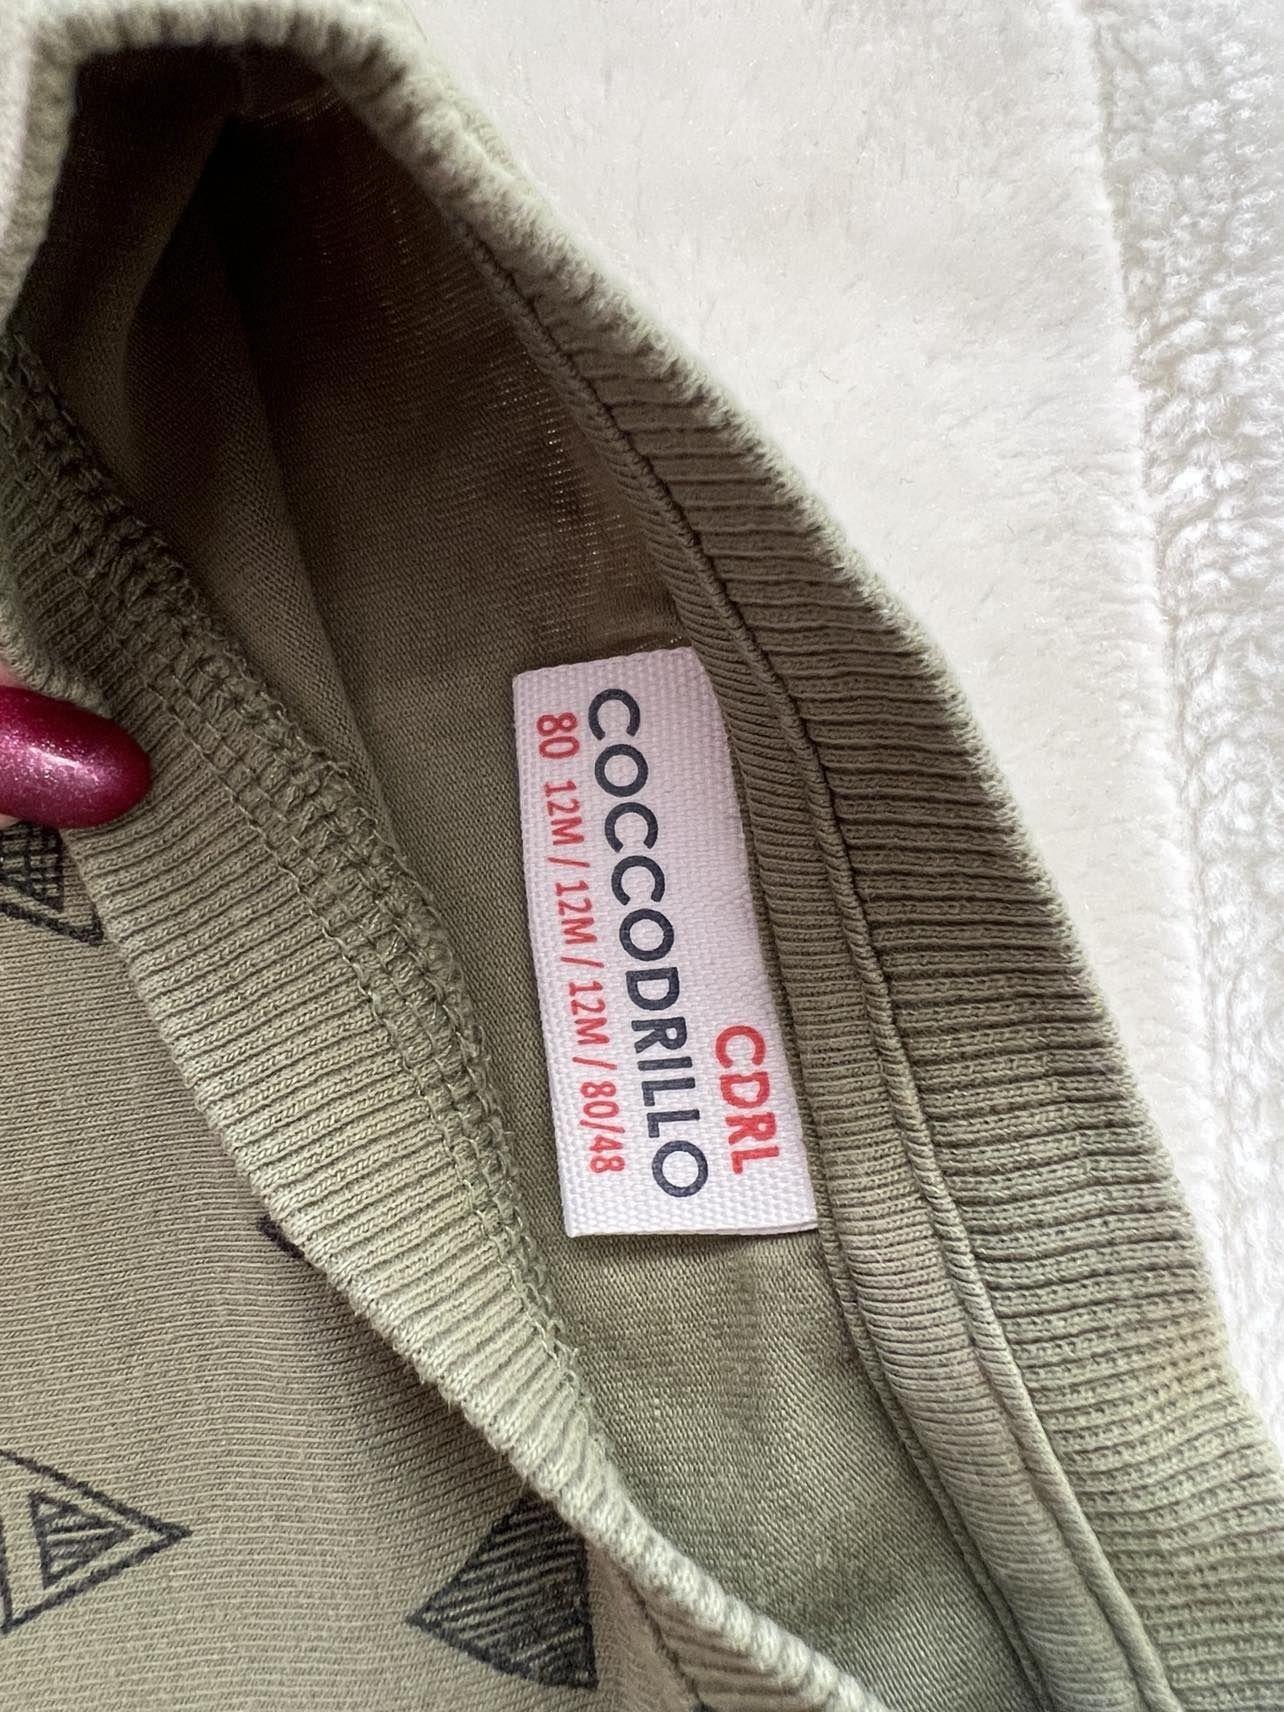 CDRL
COCCODRILLO
80 12M / 12M / 12M / 80/48